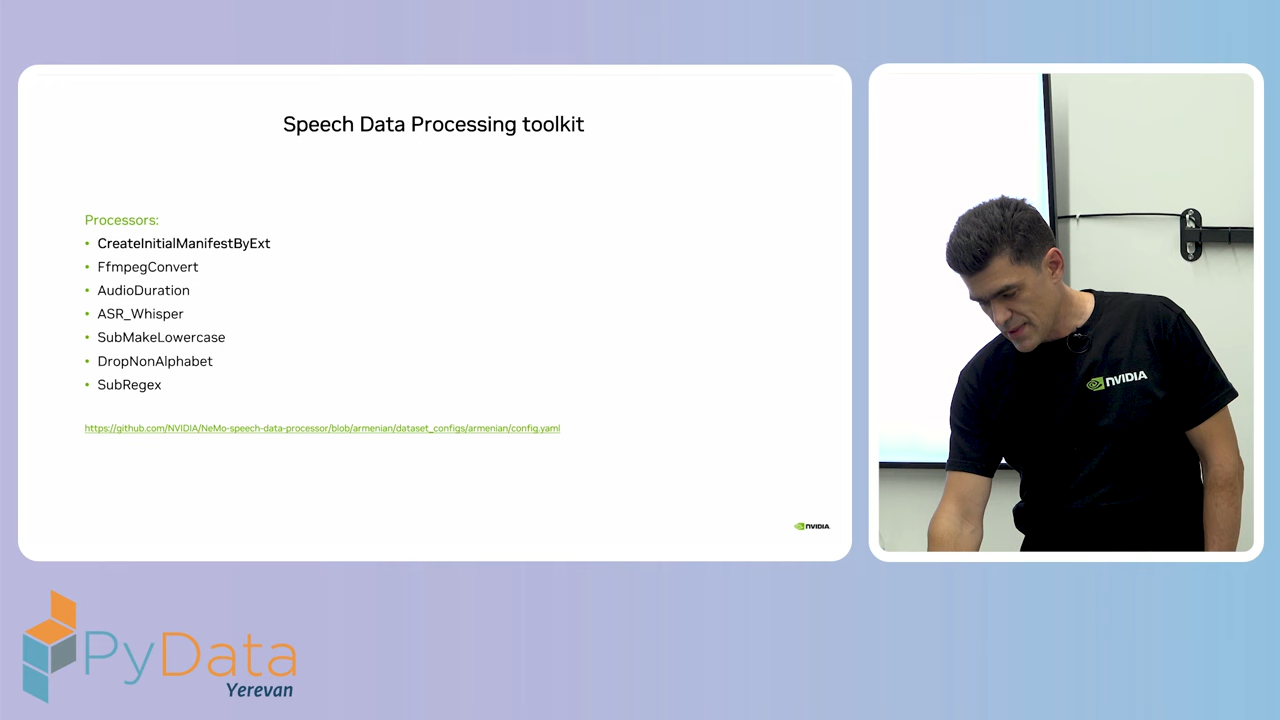 Speech Data Processing toolkit
Processors:
• CreateInitialManifestByExt
• FfmpegConvert
• AudioDuration
• ASR_Whisper
• SubMakeLowercase
• DropNonAlphabet
• SubRegex
https://github.com/NVIDIA/NeMo-speech-data-processor/blob/armenian/dataset_configs/armenian/config.yaml
NVIDIA
NVIDIA
PyData
Yerevan